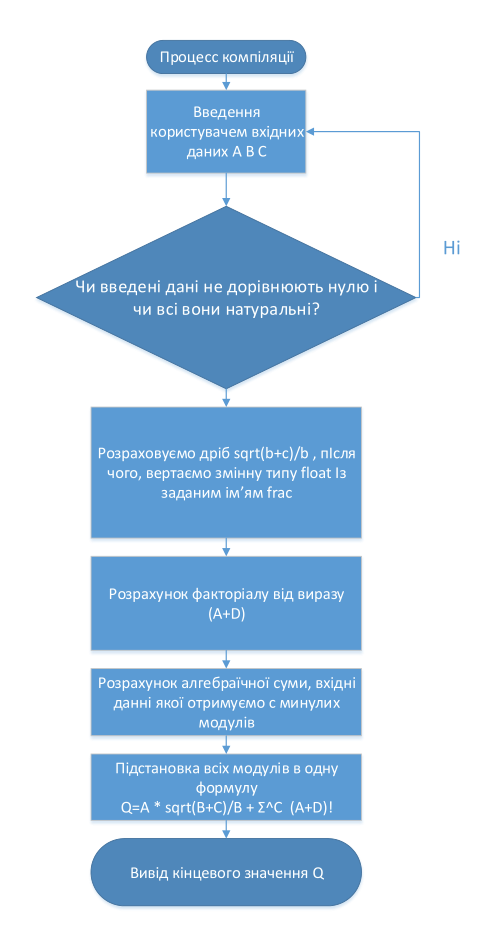 Процесс компіляції
Введення
користувачем вхідних
даних A B C
Ні
Чи введені дані не дорівнюють нулю і
чи всі вони натуральні?
Розраховуємо дріб sqrt(b+c)/b , пІсля
чого, вертаємо змінну типу float Із
заданим ім’ям frac
Розрахунок факторіалу від виразу
(A+D)
Розрахунок алгебраїчної суми, вхідні
данні якої отримуємо с минулих
модулів
Підстановка всіх модулів в одну
формулу
Q=A * sqrt(B+C)/B + Σ^C  (A+D)!
Вивід кінцевого значення Q